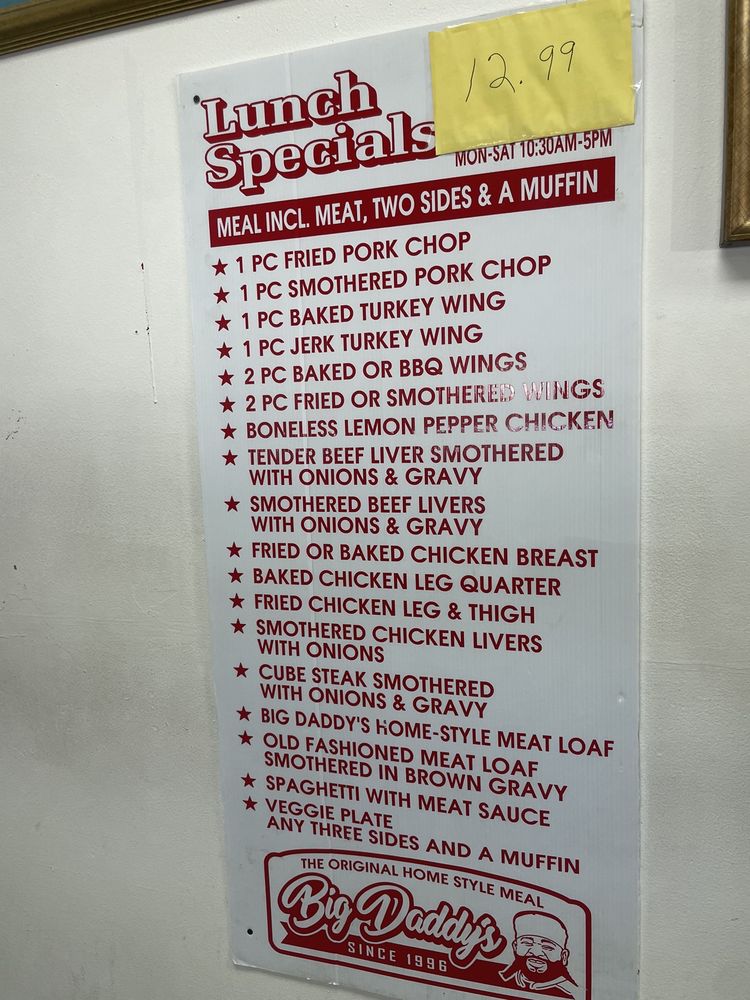 12.99
Lunch
Specials
MON-SAT 10:30AM-5PM
MEAL INCL. MEAT, TWO SIDES & A MUFFIN
★ 1 PC FRIED PORK CHOP
★ 1 PC SMOTHERED PORK CHOP
★ 1 PC BAKED TURKEY WING
★ 1 PC JERK TURKEY WING
★ 2 PC BAKED OR BBQ WINGS
★ 2 PC FRIED OR SMOTHERED WINGS
★ BONELESS LEMON PEPPER CHICKEN
★ TENDER BEEF LIVER SMOTHERED
WITH ONIONS & GRAVY
★ SMOTHERED BEEF LIVERS
WITH ONIONS & GRAVY
★ FRIED OR BAKED CHICKEN BREAST
★ BAKED CHICKEN LEG QUARTER
★ FRIED CHICKEN LEG & THIGH
★ SMOTHERED CHICKEN LIVERS
WITH ONIONS
★ CUBE STEAK SMOTHERED
WITH ONIONS & GRAVY
★ BIG DADDY'S HOME-STYLE MEAT LOAF
★ OLD FASHIONED MEAT LOAF
SMOTHERED IN BROWN GRAVY
★ SPAGHETTI WITH MEAT SAUCE
★ VEGGIE PLATE
ANY THREE SIDES AND A MUFFIN
THE ORIGINAL HOME STYLE MEAL
Big Daddy's
SINCE 1996